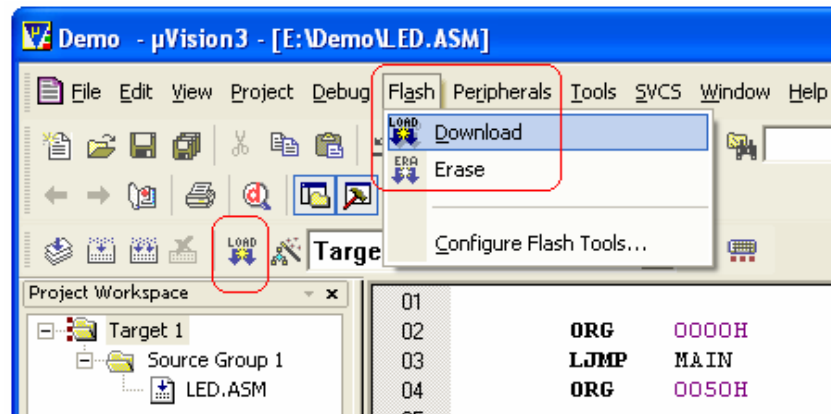 Demo - µVision3 - [E:\Demo\LED.ASM]
File Edit View Project Debug Flash Peripherals Tools SVCS Window Help
LOAD Download
ERA Erase
Configure Flash Tools...
LOAD Targe
Project Workspace
Target 1
Source Group 1
LED.ASM
01
02 ORG 0000H
03 LJMP MAIN
04 ORG 0050H